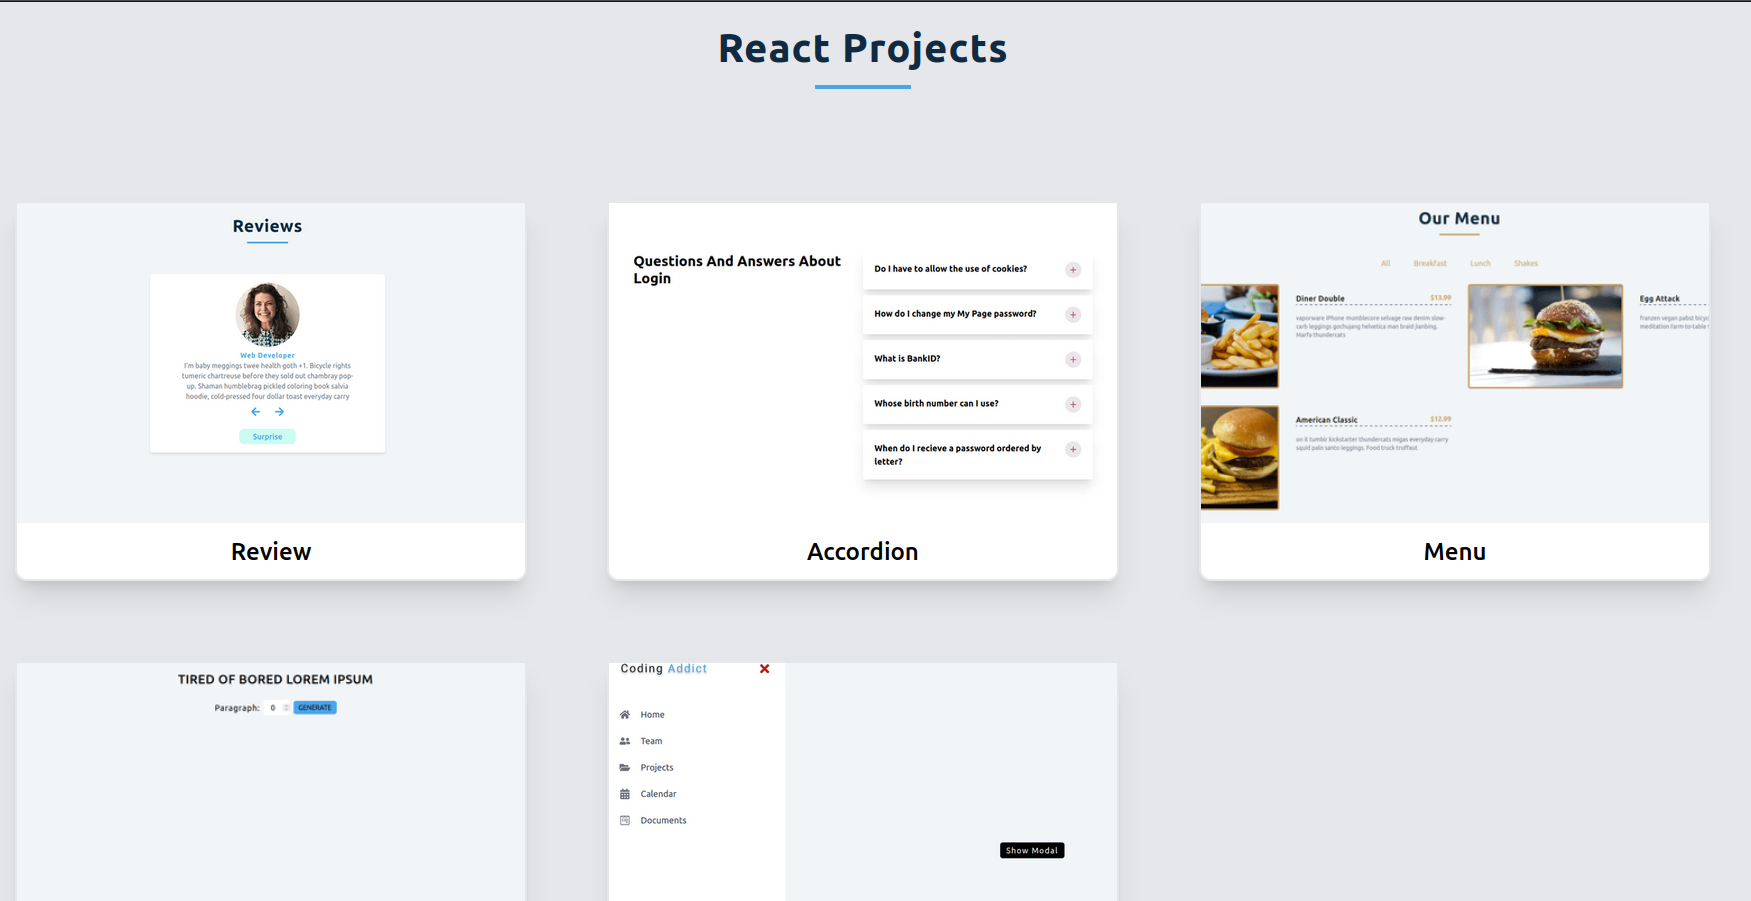 React Projects
Reviews
Web Developer
I'm baby meggings twee health goth +1. Bicycle rights
tumeric chartreuse before they sold out chambray pop-
up. Shaman humblebrag pickled coloring book salvia
hoodie, cold-pressed four dollar toast everyday carry
Surprise
Review
Questions And Answers About
Login
Do I have to allow the use of cookies?
How do I change my My Page password?
What is BankID?
Whose birth number can I use?
When do I recieve a password ordered by
letter?
Accordion
Our Menu
All Breakfast Lunch Shakes
Diner Double $13.99
vaporware iPhone mumblecore selvage raw denim slow-
carb leggings gochujang helvetica man braid jianbing.
Marfa thundercats
Egg Attack
franzen vegan pabst bicy
meditation farm-to-table
American Classic $12.99
on it tumblr kickstarter thundercats migas everyday carry
squid palo santo leggings. Food truck truffaut
Menu
TIRED OF BORED LOREM IPSUM
Paragraph: 0 GENERATE
Coding Addict
Home
Team
Projects
Calendar
Documents
Show Modal